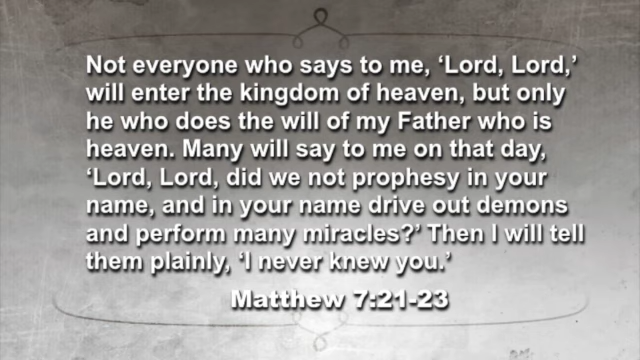 Not everyone who says to me, ‘Lord, Lord,’
will enter the kingdom of heaven, but only
he who does the will of my Father who is
heaven. Many will say to me on that day,
‘Lord, Lord, did we not prophesy in your
name, and in your name drive out demons
and perform many miracles?’ Then I will tell
them plainly, ‘I never knew you.’
Matthew 7:21-23